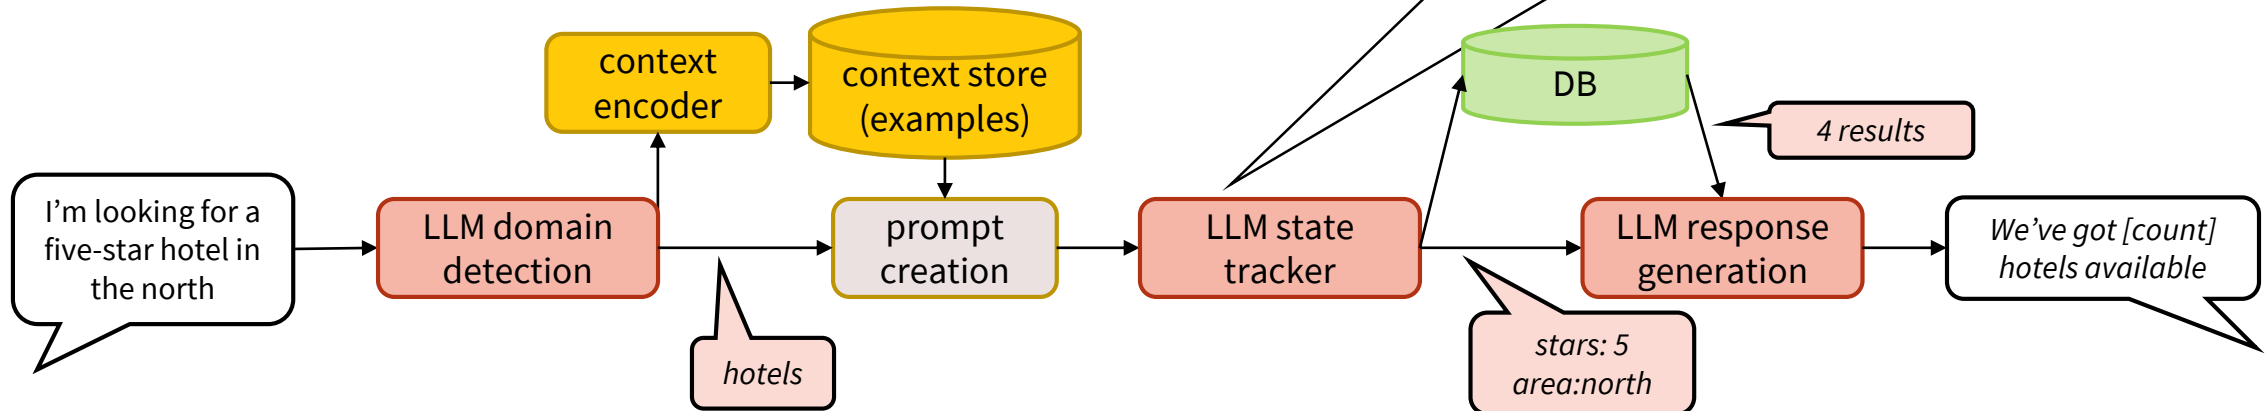 I'm looking for a
five-star hotel in
the north
LLM domain
detection
context
encoder
context store
(examples)
hotels
prompt
creation
LLM state
tracker
DB
4 results
stars: 5
area:north
LLM response
generation
We've got [count]
hotels available